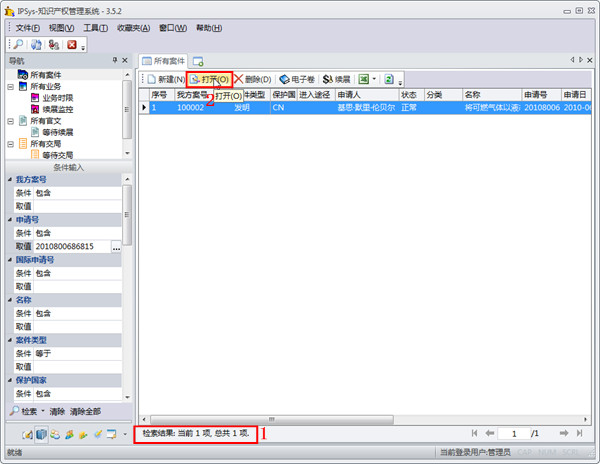 IPSys-知识产权管理系统 - 3.5.2
文件(F) 视图(V) 工具(T) 收藏夹(A) 窗口(W) 帮助(H)
导航
所有案件
所有业务
业务时限
续展监控
所有官文
等待续展
所有交局
等待交局
条件输入
我方案号
条件 包含
取值
申请号
条件 包含
取值 2010800686815 ...
国际申请号
条件 包含
取值
名称
条件 包含
取值
案件类型
条件 等于
取值
保护国家
条件 包含
检索 清除 清除全部
所有案件
新建(N) 打开(O) 删除(D) 电子卷 续展
2 打开(O)
序号 我方案号 件类型 保护国 进入途径 申请人 状态 分类 名称 申请号 申请日
1 100002 发明 CN 基思·默里·伦贝尔 正常 将可燃气体以液 20108006 2010-06
检索结果: 当前 1 项, 总共 1 项. 1
1 /1
就绪 当前登录用户:管理员 CAP NUM SCRL